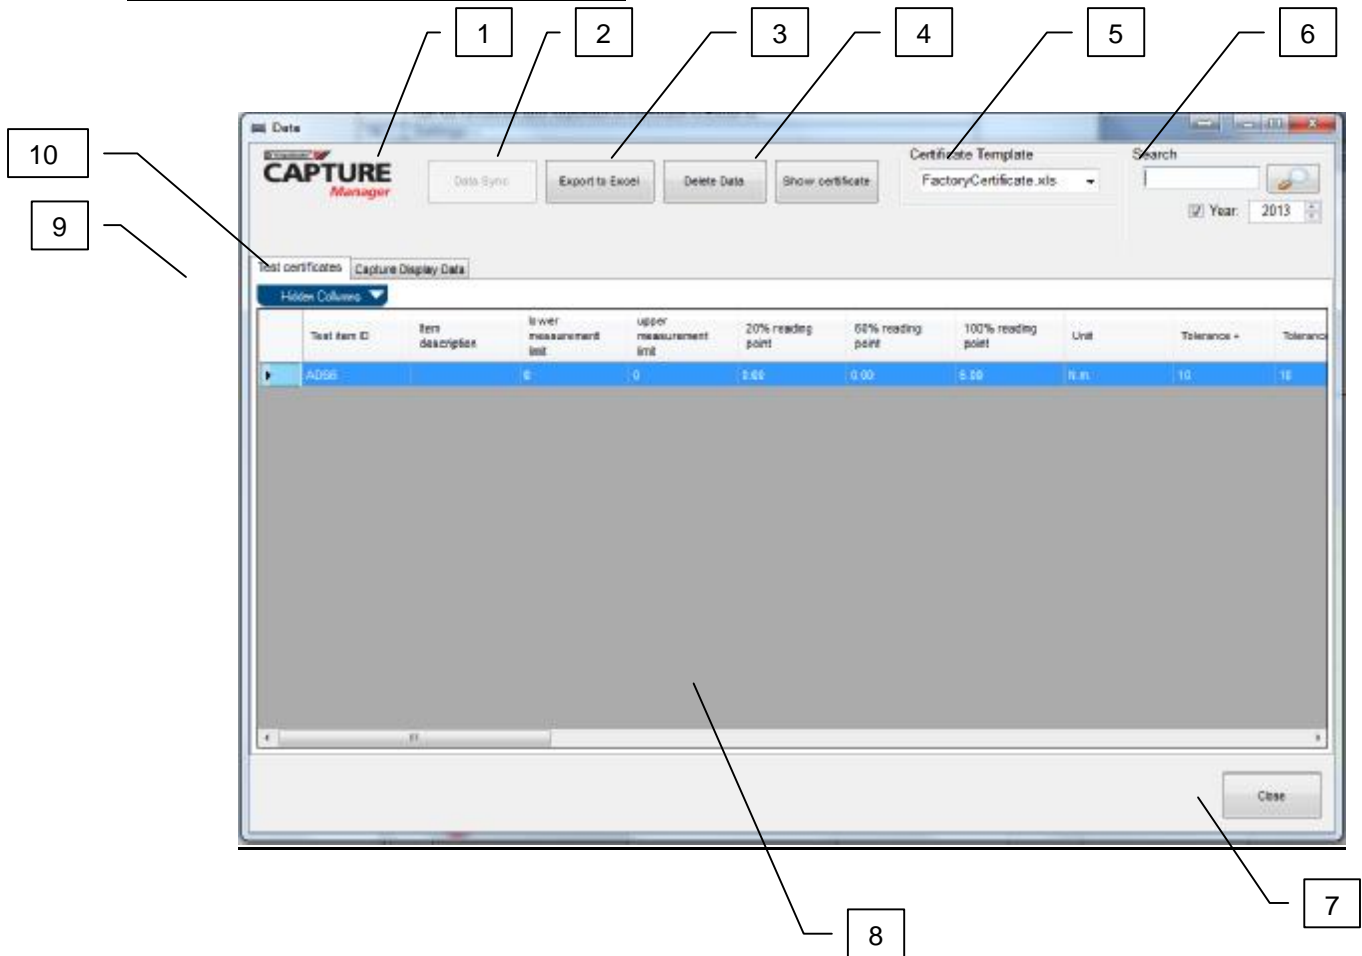 1
2
3
4
5
6
10
9
Data
CAPTURE
Manager
Data Sync
Export to Excel
Delete Data
Show certificate
Certificate Template
FactoryCertificate.xls
Search
Year:
2013
Test certificates
Capture Display Data
Hidden Columns
Test item ID
Item description
lower measurement limit
upper measurement limit
20% reading point
60% reading point
100% reading point
Unit
Tolerance +
Tolerance
0
0
0.00
0.00
N.m
10
10
Close
7
8